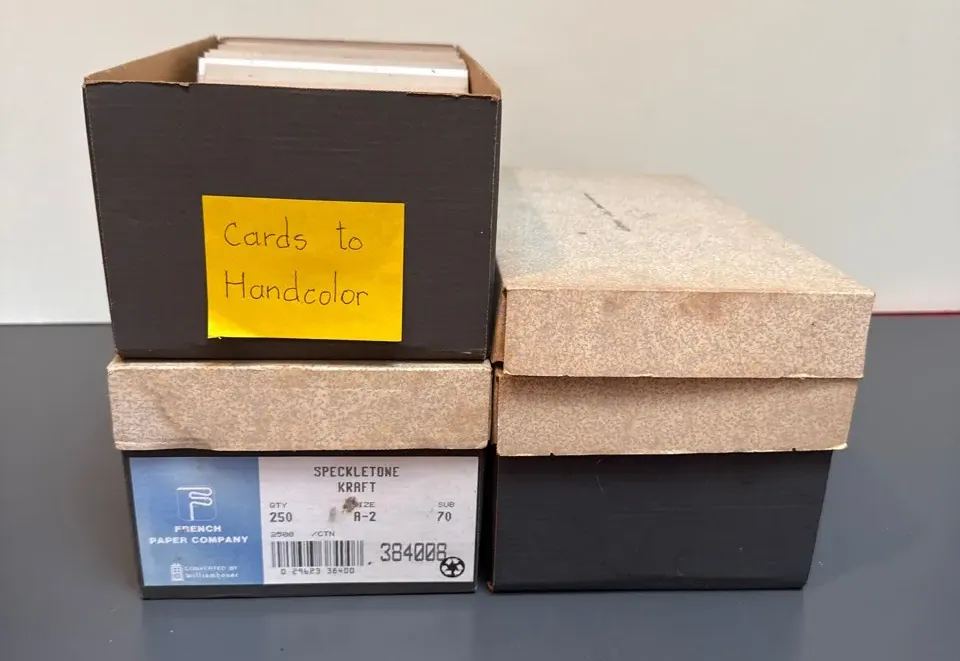 Cards to
Handcolor
SPECKLETONE
KRAFT
QTY SIZE SUB
250 A-2 70
2500 /CTN
384008
0 29623 38400
FRENCH
PAPER COMPANY
CONVERTED BY
williamhouse